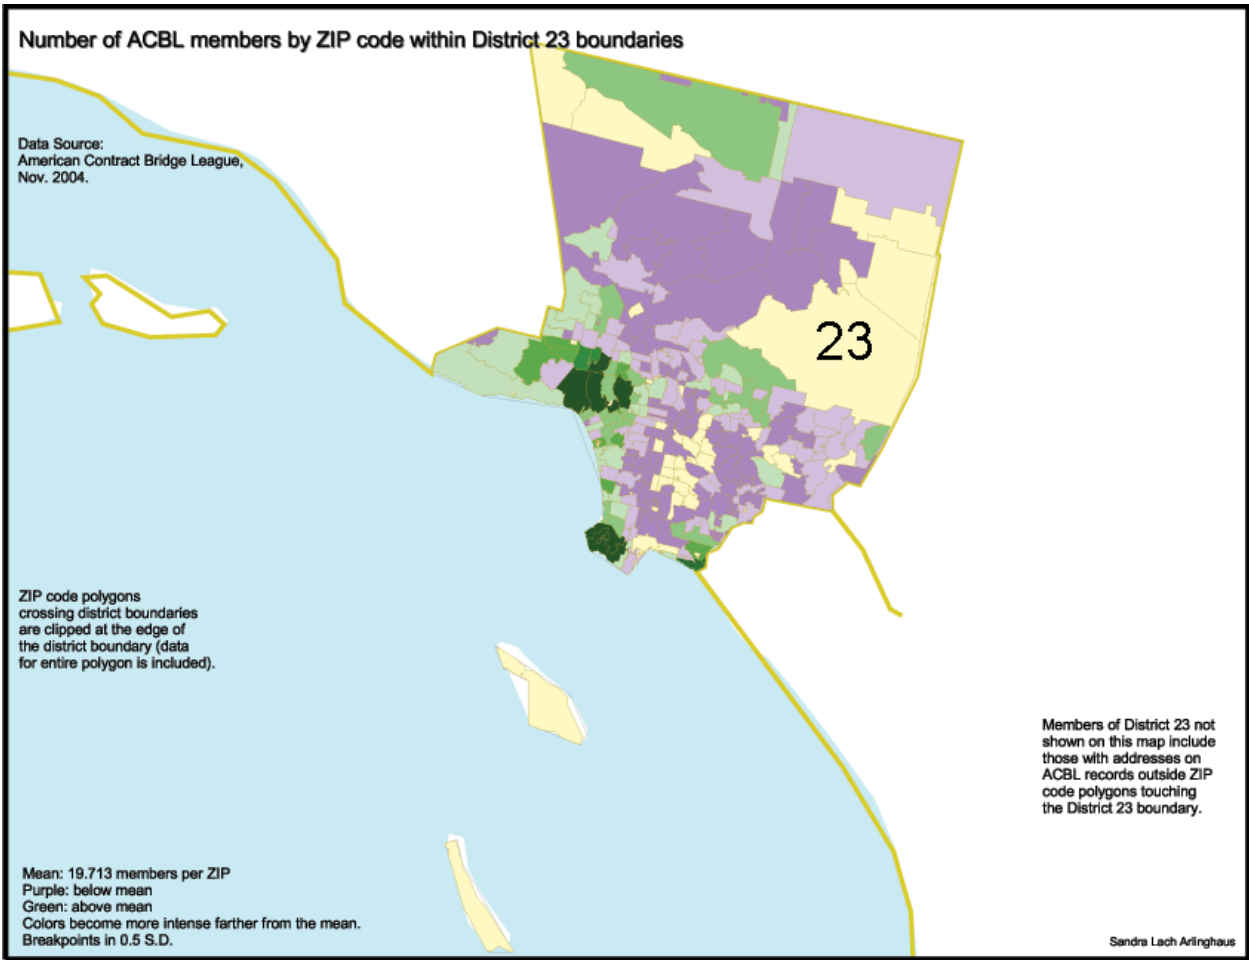 Number of ACBL members by ZIP code within District 23 boundaries
Data Source:
American Contract Bridge League,
Nov. 2004.
23
ZIP code polygons
crossing district boundaries
are clipped at the edge of
the district boundary (data
for entire polygon is included).
Members of District 23 not
shown on this map include
those with addresses on
ACBL records outside ZIP
code polygons touching
the District 23 boundary.
Mean: 19.713 members per ZIP
Purple: below mean
Green: above mean
Colors become more intense farther from the mean.
Breakpoints in 0.5 S.D.
Sandra Lach Arlinghaus